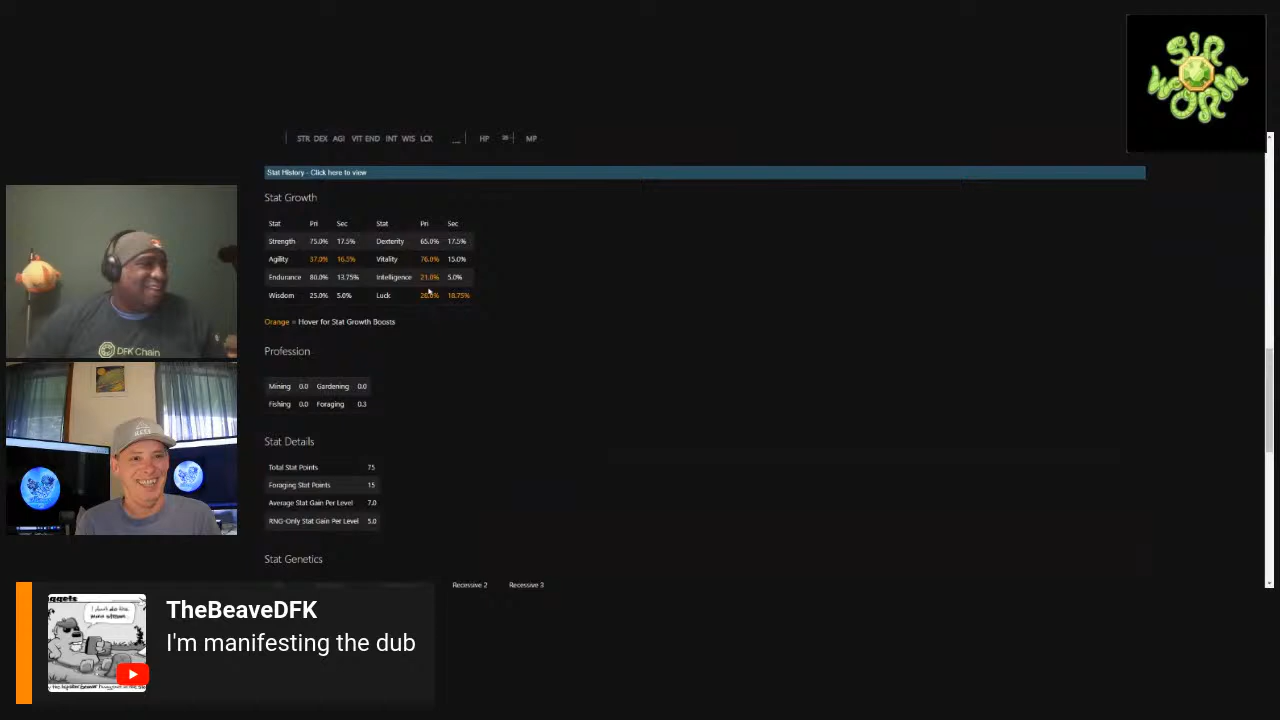 SIR
WORM
STR DEX AGI VIT END INT WIS LCK HP MP
Stat History - Click here to view
Stat Growth
Stat Pri Sec Stat Pri Sec
Strength 75.0% 17.5% Dexterity 65.0% 17.5%
Agility 37.0% 16.5% Vitality 76.0% 15.0%
Endurance 80.0% 13.75% Intelligence 21.0% 5.0%
Wisdom 25.0% 5.0% Luck 18.75%
Orange = Hover for Stat Growth Boosts
Profession
Mining 0.0 Gardening 0.0
Fishing 0.0 Foraging 0.3
Stat Details
Total Stat Points 75
Foraging Stat Points 15
Average Stat Gain Per Level 7.0
RNG-Only Stat Gain Per Level 5.0
Stat Genetics
Recessive 2 Recessive 3
DFK Chain
TheBeaveDFK
I'm manifesting the dub